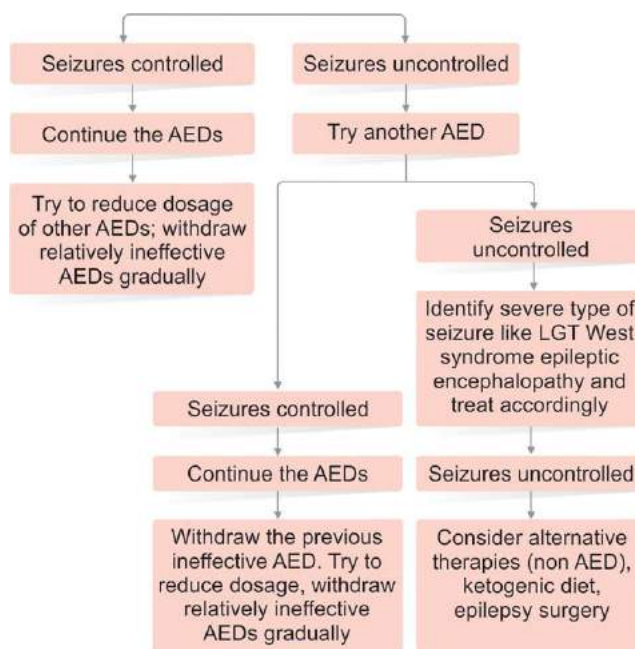 Seizures controlled
Seizures uncontrolled
Continue the AEDs
Try another AED
Try to reduce dosage
of other AEDs; withdraw
relatively ineffective
AEDs gradually
Seizures
uncontrolled
Identify severe type of
seizure like LGT West
syndrome epileptic
encephalopathy and
treat accordingly
Seizures controlled
Continue the AEDs
Withdraw the previous
ineffective AED. Try to
reduce dosage, withdraw
relatively ineffective
AEDs gradually
Seizures uncontrolled
Consider alternative
therapies (non AED),
ketogenic diet,
epilepsy surgery